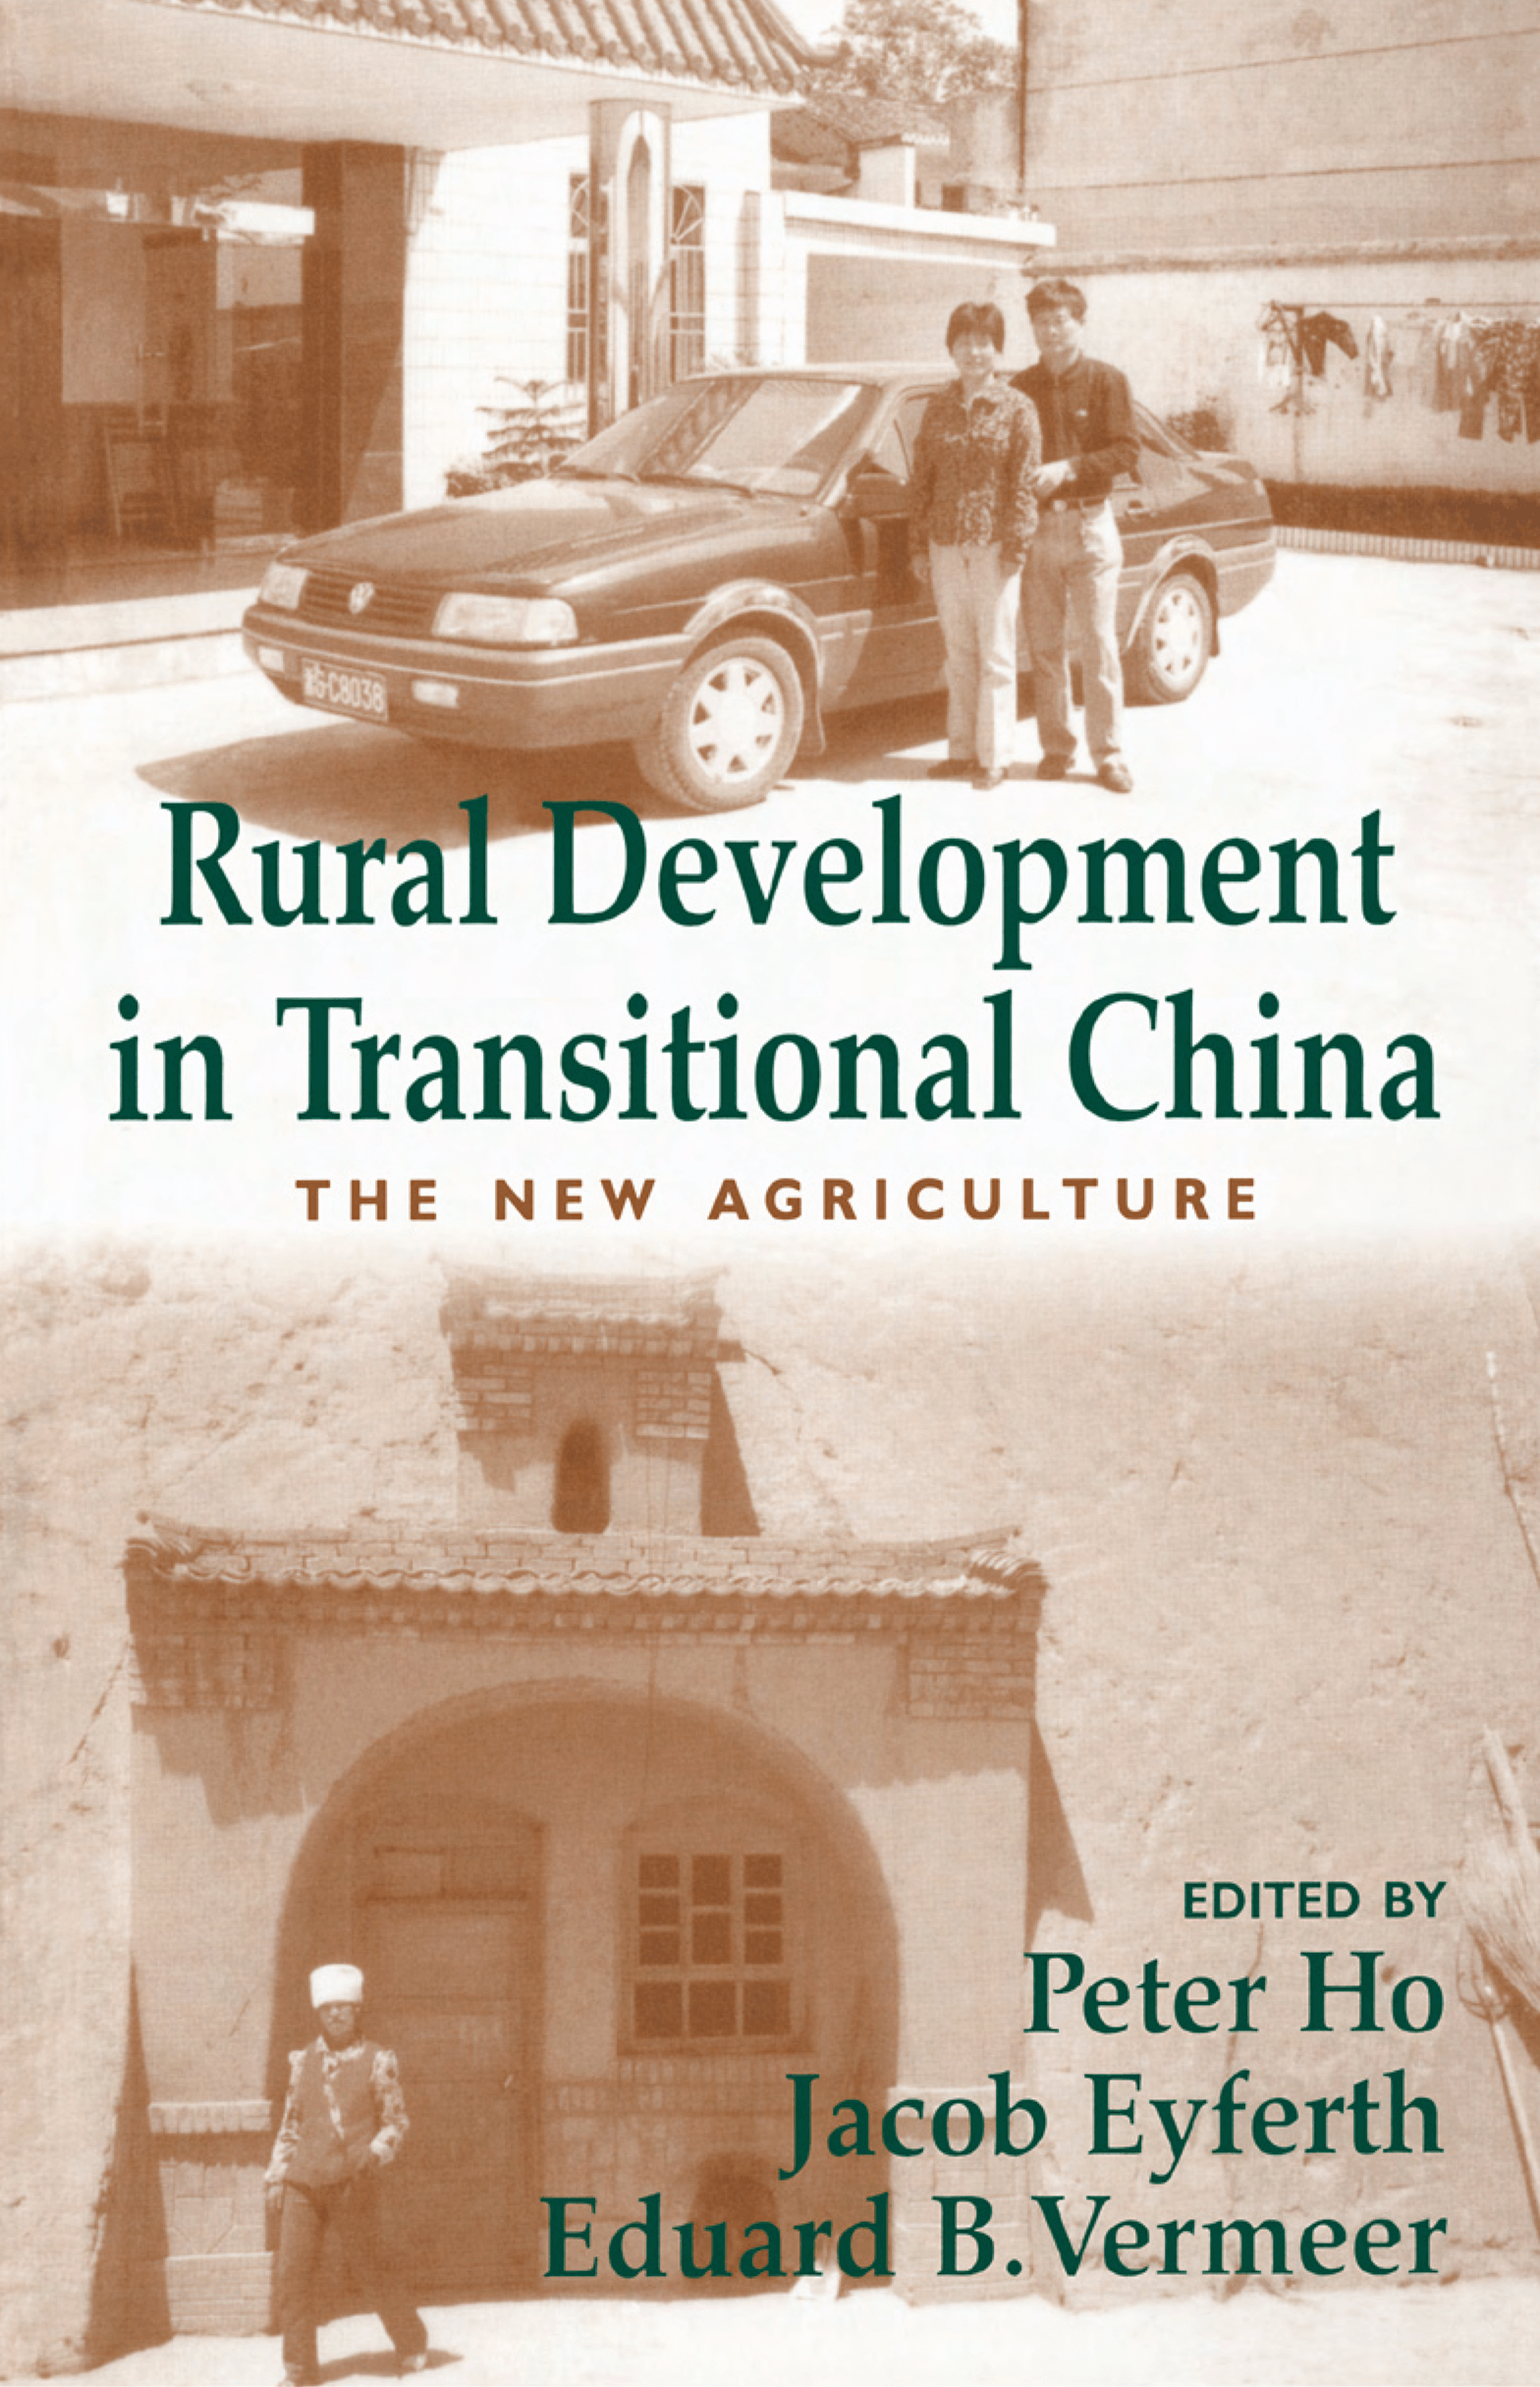 Rural Development
in Transitional China
THE NEW AGRICULTURE
EDITED BY
Peter Ho
Jacob Eyferth
Eduard B. Vermeer